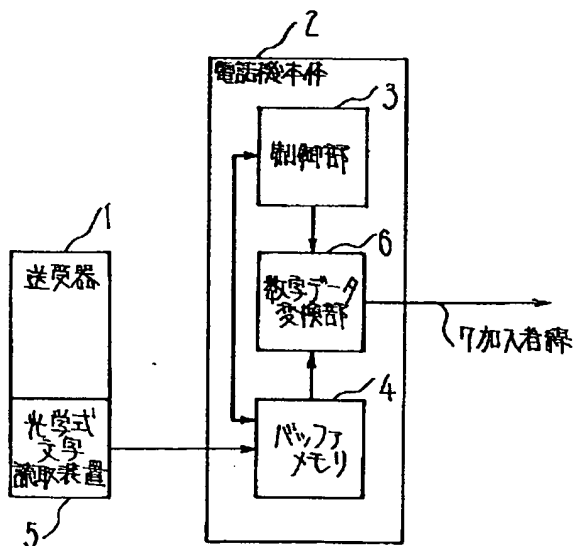 2
電話機本体
3
制御部
1
送受器
6
数字データ
変換部
7加入者線
4
バッファ
メモリ
光学式
文字
読取装置
5